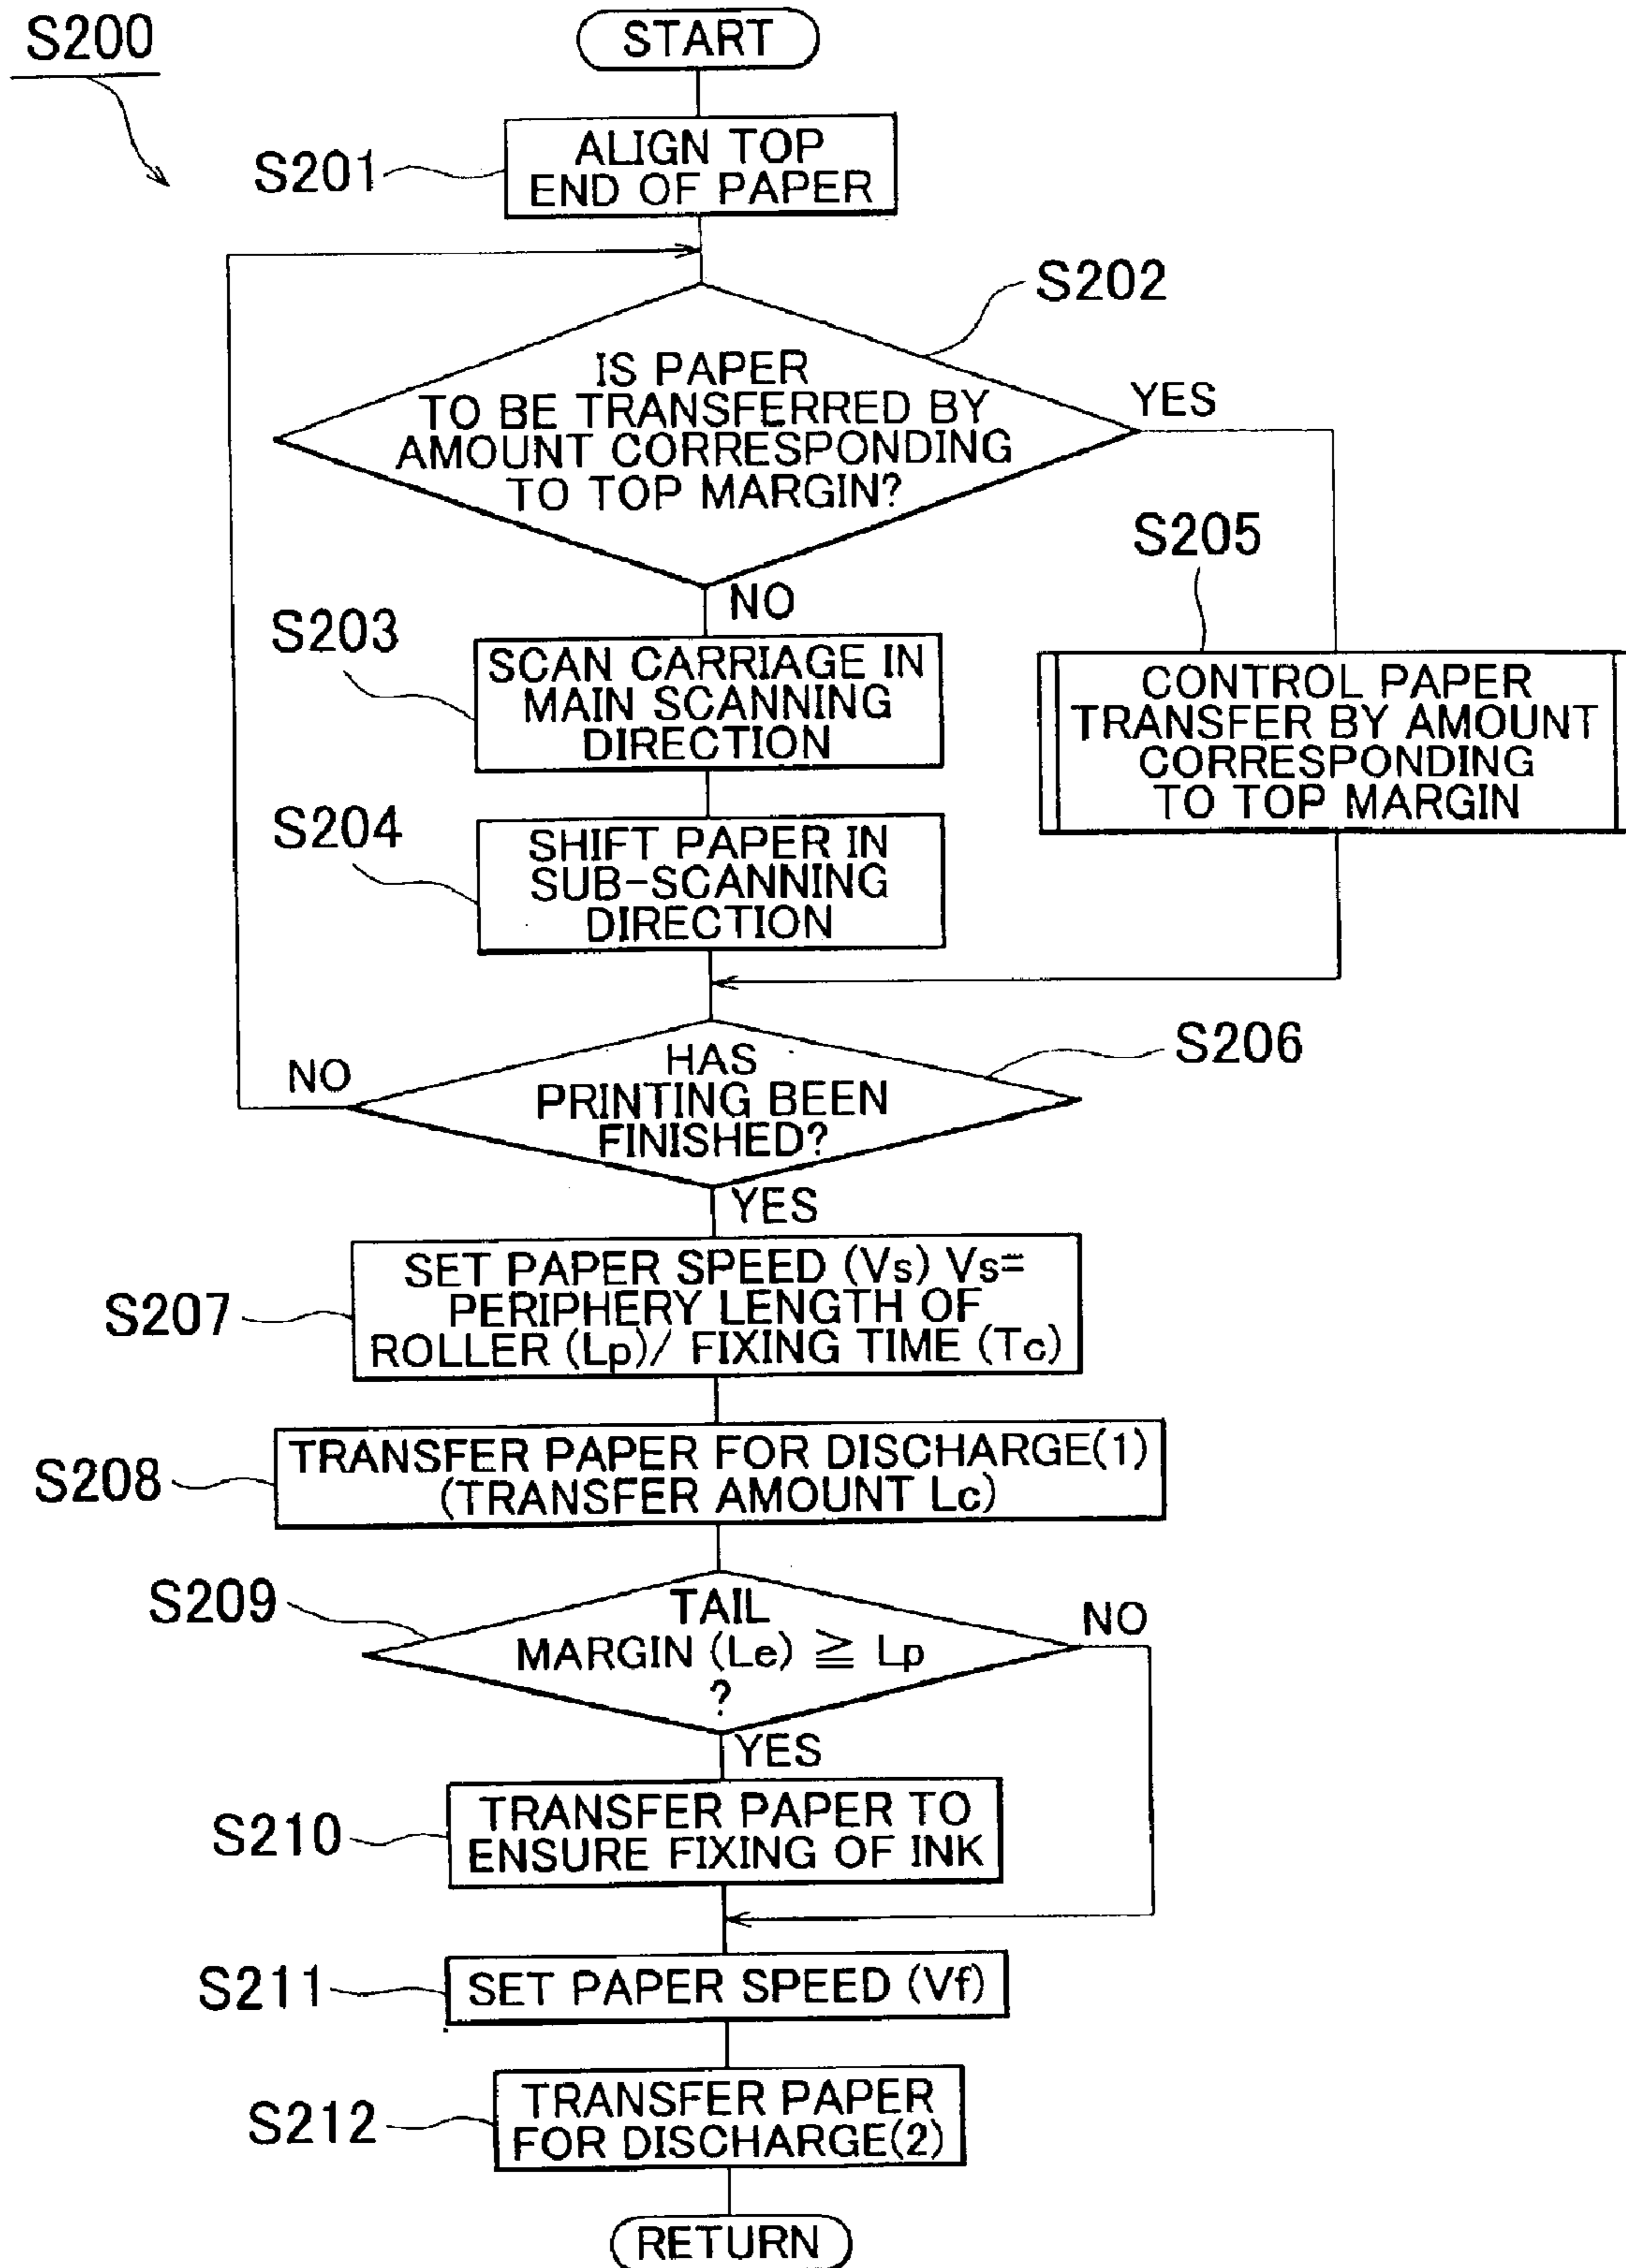 S200
START
S201
ALIGN TOP
END OF PAPER
S202
IS PAPER
TO BE TRANSFERRED BY
AMOUNT CORRESPONDING
TO TOP MARGIN?
YES
NO
S203
SCAN CARRIAGE IN
MAIN SCANNING
DIRECTION
S205
CONTROL PAPER
TRANSFER BY AMOUNT
CORRESPONDING
TO TOP MARGIN
S204
SHIFT PAPER IN
SUB-SCANNING
DIRECTION
S206
HAS
PRINTING BEEN
FINISHED?
NO
YES
S207
SET PAPER SPEED (Vs) Vs=
PERIPHERY LENGTH OF
ROLLER (Lp)/ FIXING TIME (Tc)
S208
TRANSFER PAPER FOR DISCHARGE(1)
(TRANSFER AMOUNT Lc)
S209
TAIL
MARGIN (Le) ≧ Lp
?
NO
YES
S210
TRANSFER PAPER TO
ENSURE FIXING OF INK
S211
SET PAPER SPEED (Vf)
S212
TRANSFER PAPER
FOR DISCHARGE(2)
RETURN